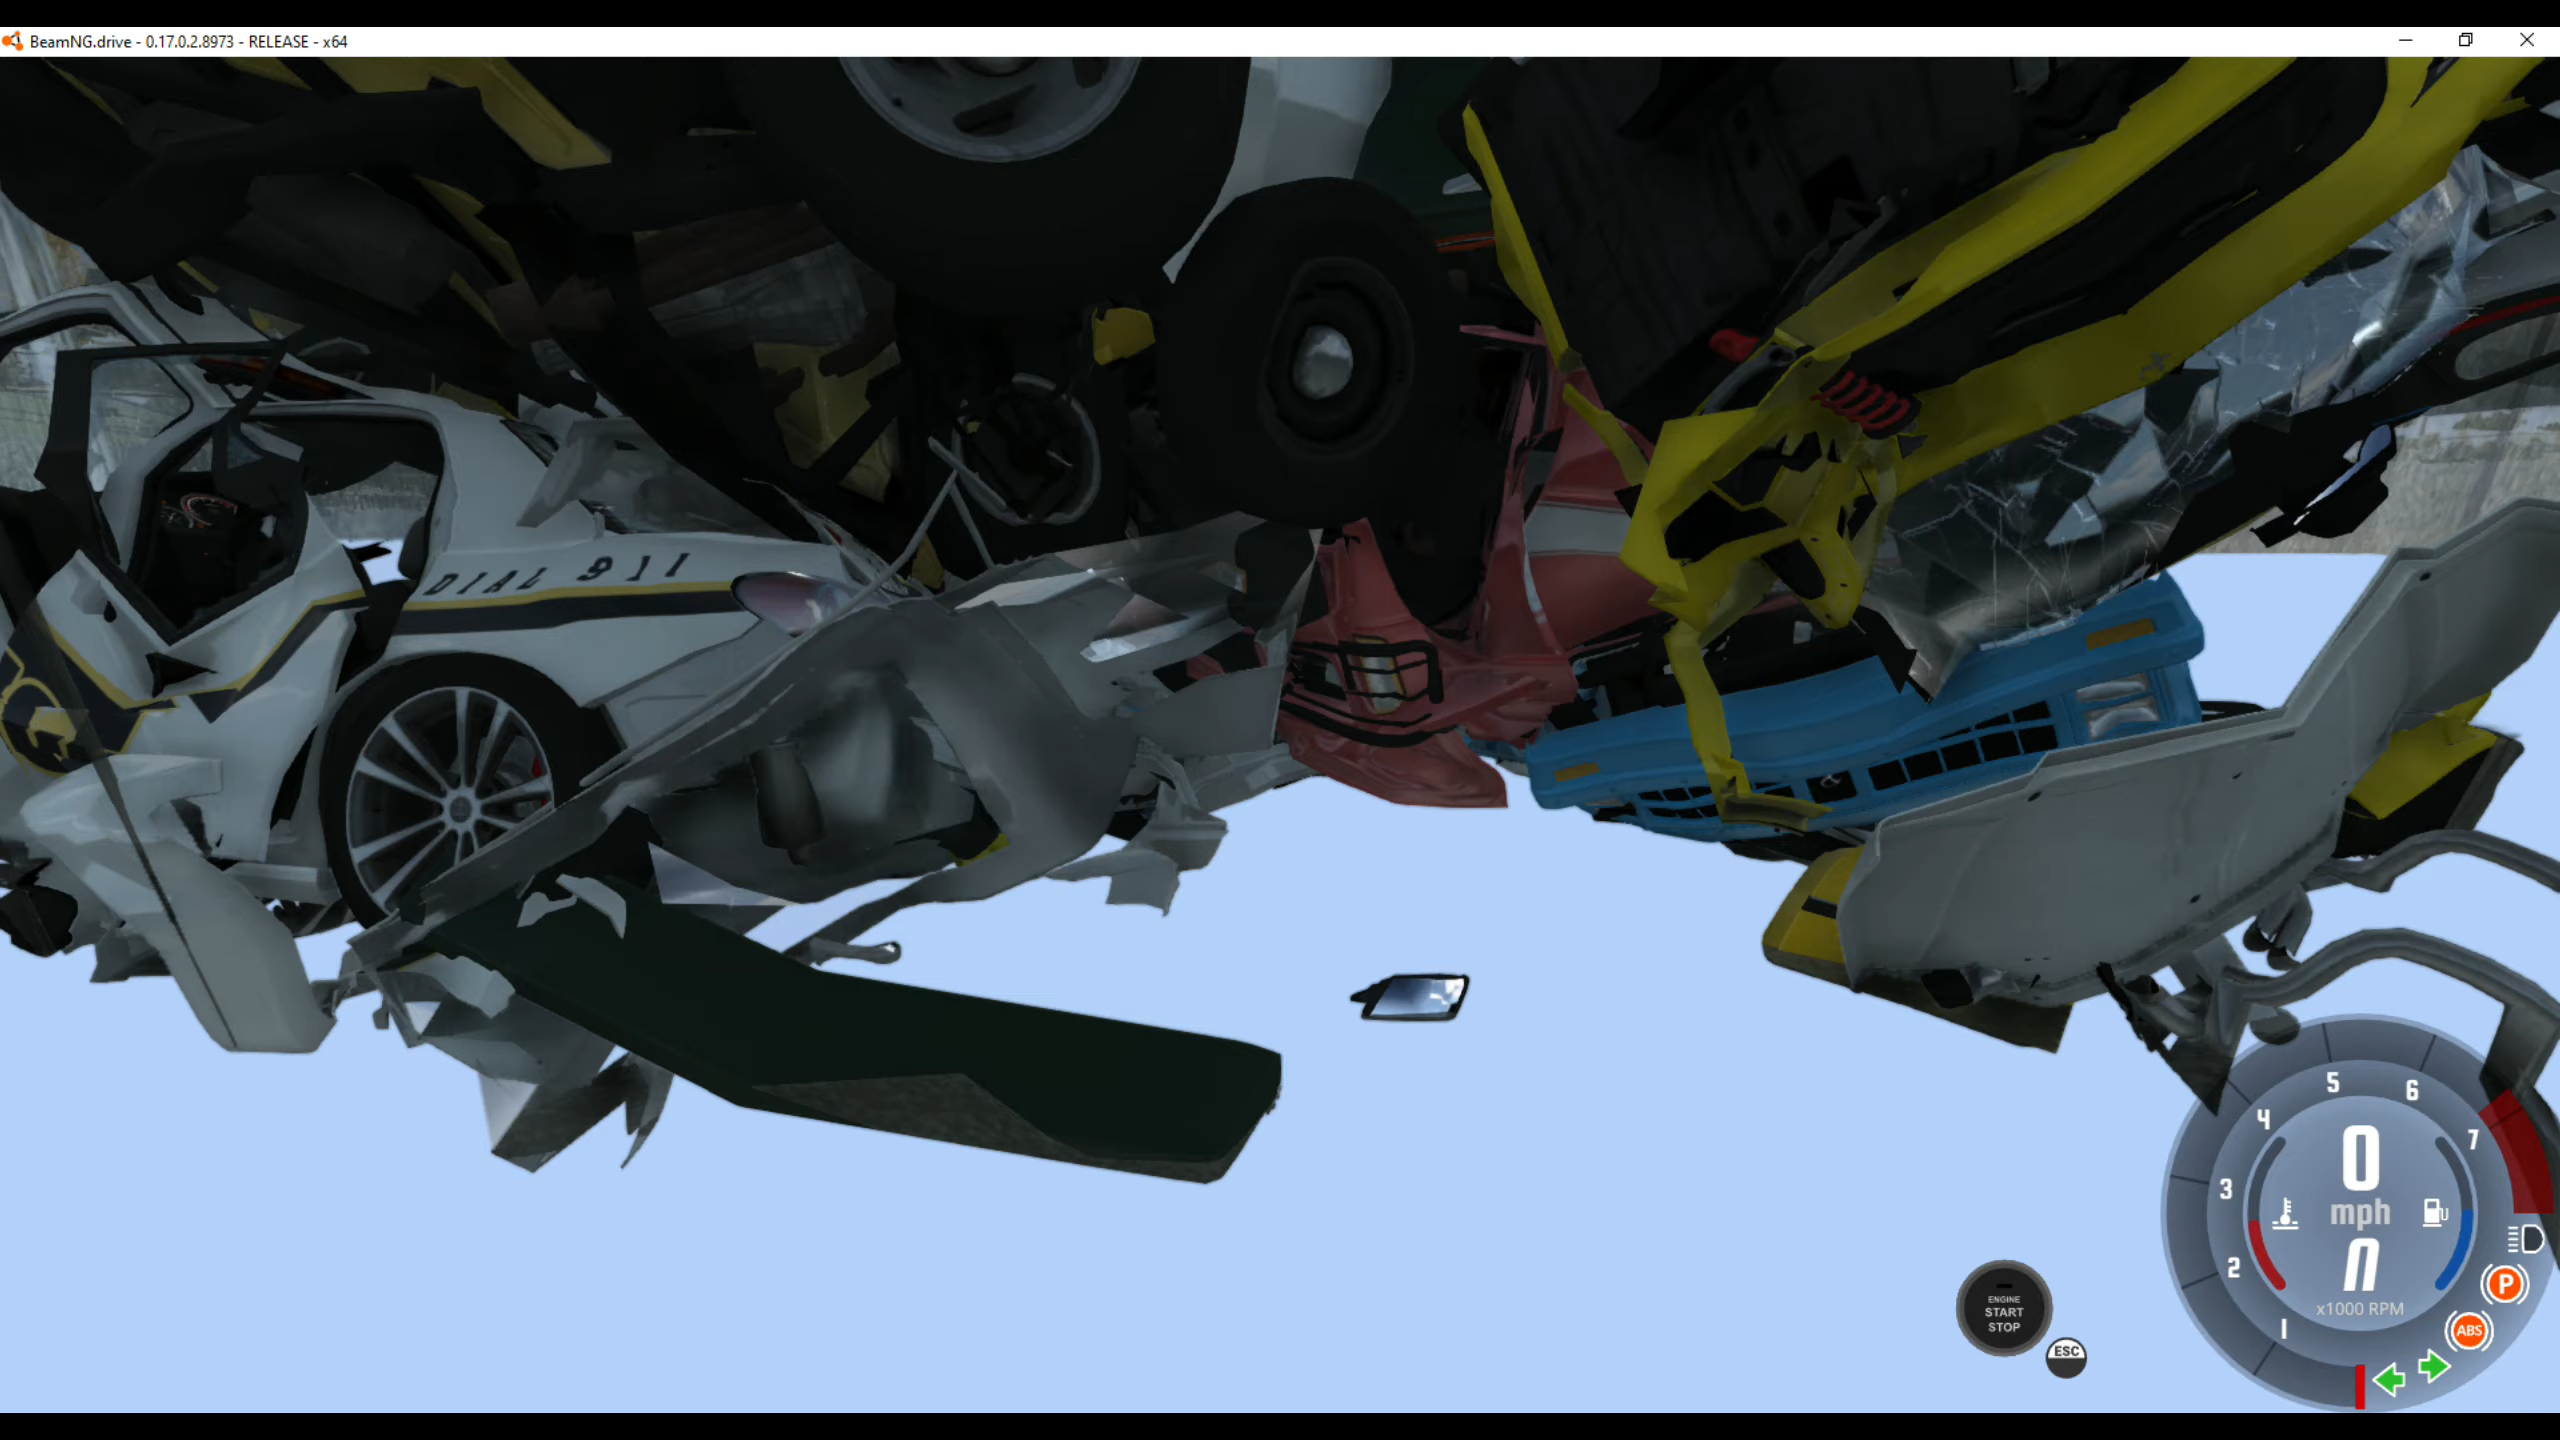 BeamNG.drive - 0.17.0.2.8973 - RELEASE - x64
DIAL 911
5
6
4
7
0
3
mph
n
2
P
ENGINE
START
STOP
x1000 RPM
1
ABS
ESC